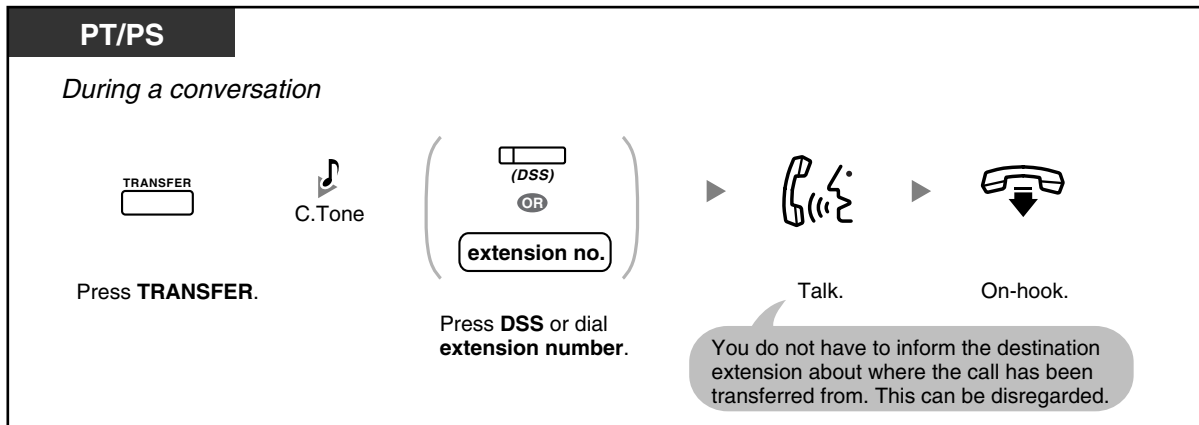 PT/PS
During a conversation
TRANSFER
C.Tone
(DSS)
OR
extension no.
Press TRANSFER.
Press DSS or dial
extension number.
Talk.
On-hook.
You do not have to inform the destination
extension about where the call has been
transferred from. This can be disregarded.